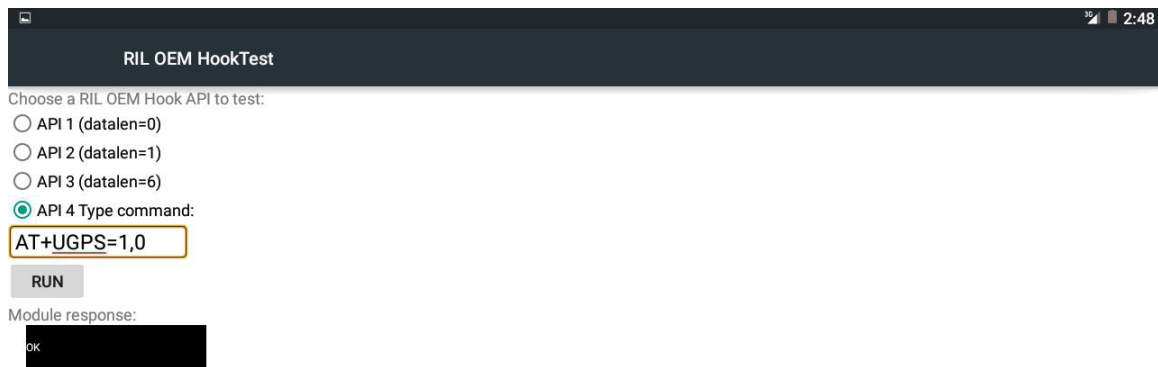 3G 2:48
RIL OEM HookTest
Choose a RIL OEM Hook API to test:
API 1 (datalen=0)
API 2 (datalen=1)
API 3 (datalen=6)
API 4 Type command:
AT+UGPS=1,0
RUN
Module response:
OK